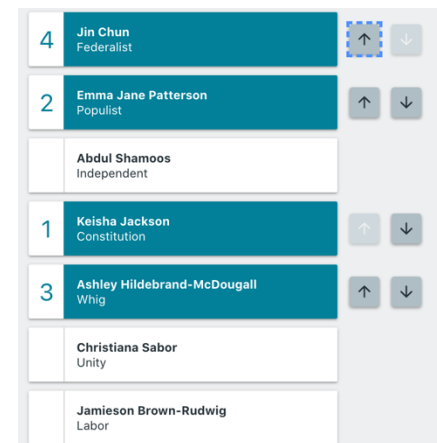 4
Jin Chun
Federalist
2
Emma Jane Patterson
Populist
Abdul Shamoos
Independent
1
Keisha Jackson
Constitution
3
Ashley Hildebrand-McDougall
Whig
Christiana Sabor
Unity
Jamieson Brown-Rudwig
Labor